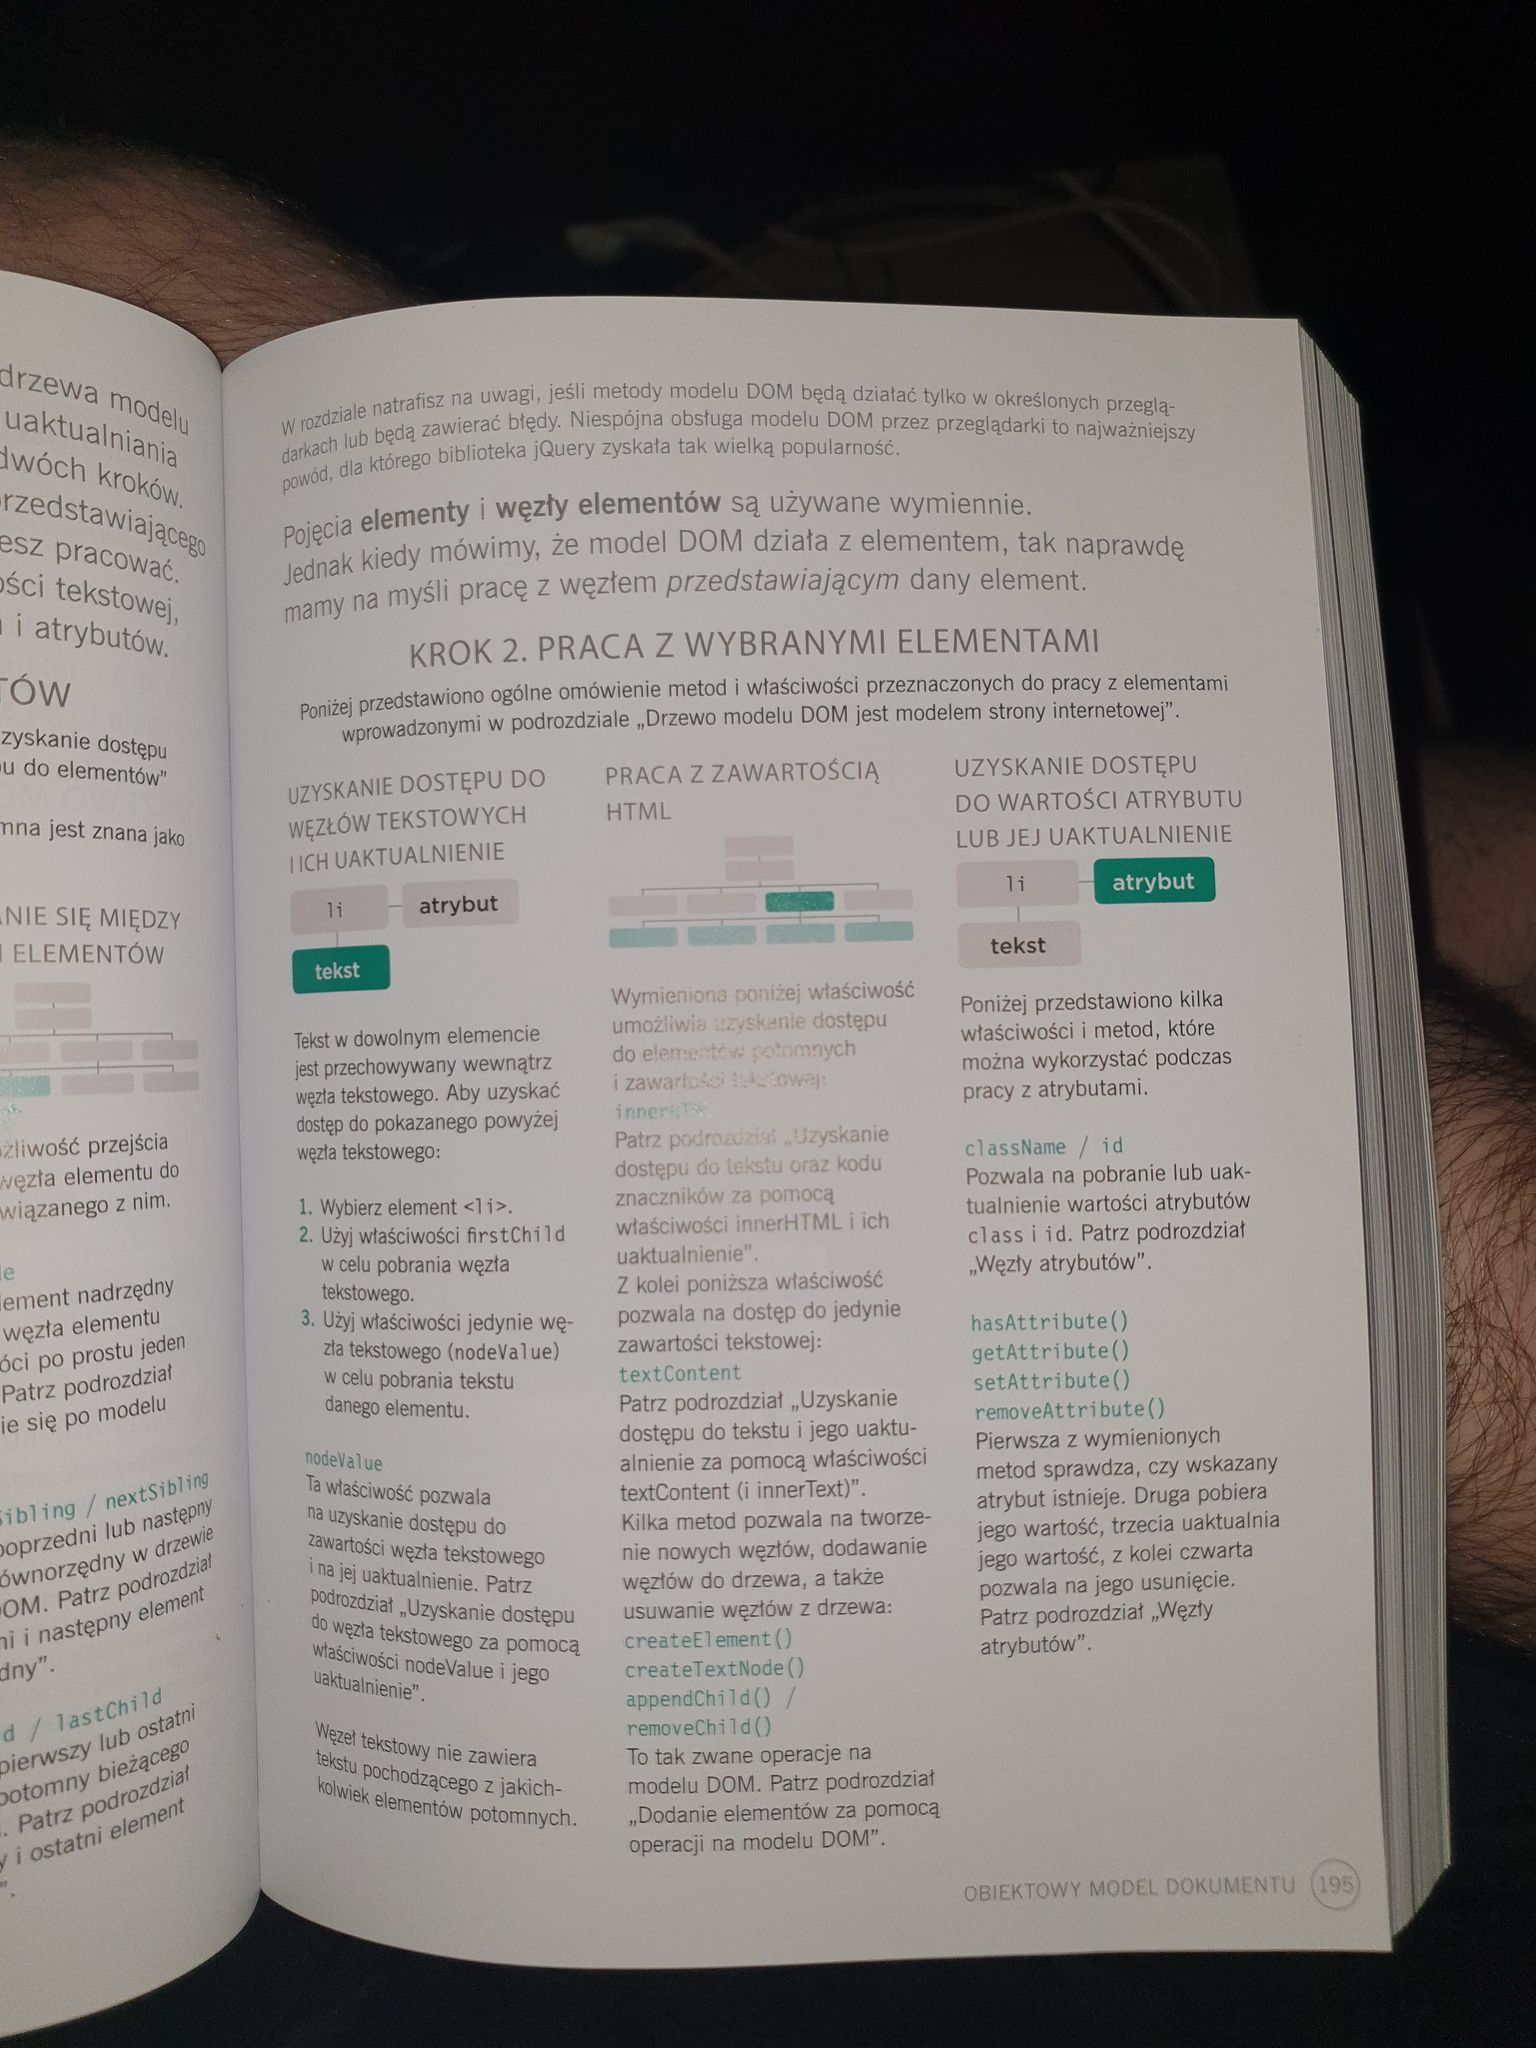 drzewa modelu
uaktualniania
dwóch kroków.
rzedstawiającego
esz pracować.
ości tekstowej,
i atrybutów.
TÓW
zyskanie dostępu
u do elementów”
mna jest znana jako
NIE SIĘ MIĘDZY
ELEMENTÓW
żliwość przejścia
węzła elementu do
wiązanego z nim.
e
lement nadrzędny
węzła elementu
óci po prostu jeden
Patrz podrozdział
ie się po modelu
Sibling / nextSibling
poprzedni lub następny
ównorzędny w drzewie
OM. Patrz podrozdział
ni i następny element
dny”.
d / lastChild
pierwszy lub ostatni
potomny bieżącego
. Patrz podrozdział
y i ostatni element
”.
W rozdziale natrafisz na uwagi, jeśli metody modelu DOM będą działać tylko w określonych przeglą-
darkach lub będą zawierać błędy. Niespójna obsługa modelu DOM przez przeglądarki to najważniejszy
powód, dla którego biblioteka jQuery zyskała tak wielką popularność.
Pojęcia elementy i węzły elementów są używane wymiennie.
Jednak kiedy mówimy, że model DOM działa z elementem, tak naprawdę
mamy na myśli pracę z węzłem przedstawiającym dany element.
KROK 2. PRACA Z WYBRANYMI ELEMENTAMI
Poniżej przedstawiono ogólne omówienie metod i właściwości przeznaczonych do pracy z elementami
wprowadzonymi w podrozdziale „Drzewo modelu DOM jest modelem strony internetowej”.
UZYSKANIE DOSTĘPU DO
WĘZŁÓW TEKSTOWYCH
I ICH UAKTUALNIENIE
li
atrybut
tekst
Tekst w dowolnym elemencie
jest przechowywany wewnątrz
węzła tekstowego. Aby uzyskać
dostęp do pokazanego powyżej
węzła tekstowego:
1. Wybierz element <li>.
2. Użyj właściwości firstChild
w celu pobrania węzła
tekstowego.
3. Użyj właściwości jedynie wę-
zła tekstowego (nodeValue)
w celu pobrania tekstu
danego elementu.
nodeValue
Ta właściwość pozwala
na uzyskanie dostępu do
zawartości węzła tekstowego
i na jej uaktualnienie. Patrz
podrozdział „Uzyskanie dostępu
do węzła tekstowego za pomocą
właściwości nodeValue i jego
uaktualnienie”.
Węzeł tekstowy nie zawiera
tekstu pochodzącego z jakich-
kolwiek elementów potomnych.
PRACA Z ZAWARTOŚCIĄ
HTML
Wymieniona poniżej właściwość
umożliwia uzyskanie dostępu
do elementów potomnych
i zawartości tekstowej:
Patrz podrozdział „Uzyskanie
dostępu do tekstu oraz kodu
znaczników za pomocą
właściwości innerHTML i ich
uaktualnienie”.
Z kolei poniższa właściwość
pozwala na dostęp do jedynie
zawartości tekstowej:
textContent
Patrz podrozdział „Uzyskanie
dostępu do tekstu i jego uaktu-
alnienie za pomocą właściwości
textContent (i innerText)”.
Kilka metod pozwala na tworze-
nie nowych węzłów, dodawanie
węzłów do drzewa, a także
usuwanie węzłów z drzewa:
createElement()
createTextNode()
appendChild() /
removeChild()
To tak zwane operacje na
modelu DOM. Patrz podrozdział
„Dodanie elementów za pomocą
operacji na modelu DOM”.
UZYSKANIE DOSTĘPU
DO WARTOŚCI ATRYBUTU
LUB JEJ UAKTUALNIENIE
li
atrybut
tekst
Poniżej przedstawiono kilka
właściwości i metod, które
można wykorzystać podczas
pracy z atrybutami.
className / id
Pozwala na pobranie lub uak-
tualnienie wartości atrybutów
class i id. Patrz podrozdział
„Węzły atrybutów”.
hasAttribute()
getAttribute()
setAttribute()
removeAttribute()
Pierwsza z wymienionych
metod sprawdza, czy wskazany
atrybut istnieje. Druga pobiera
jego wartość, trzecia uaktualnia
jego wartość, z kolei czwarta
pozwala na jego usunięcie.
Patrz podrozdział „Węzły
atrybutów”.
OBIEKTOWY MODEL DOKUMENTU 195